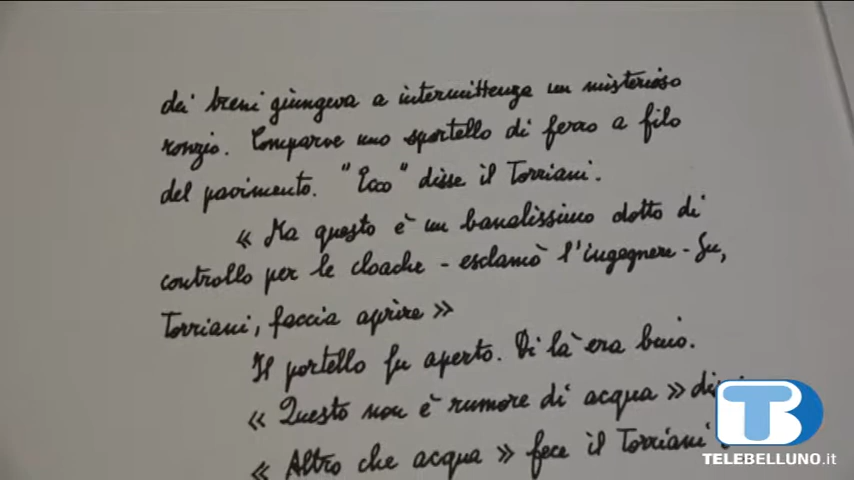 dei treni giungeva a intermittenza un misterioso
ronzio. Comparve uno sportello di ferro a filo
del pavimento. "Ecco" disse il Torriani.
« Ma questo è un banalissimo dotto di
controllo per le cloache - esclamò l'ingegnere - Su,
Torriani, faccia aprire »
Il portello fu aperto. Di là era buio.
« Questo non è rumore di acqua »
« Altro che acqua » fece il Torriani
TB
TELEBELLUNO.it